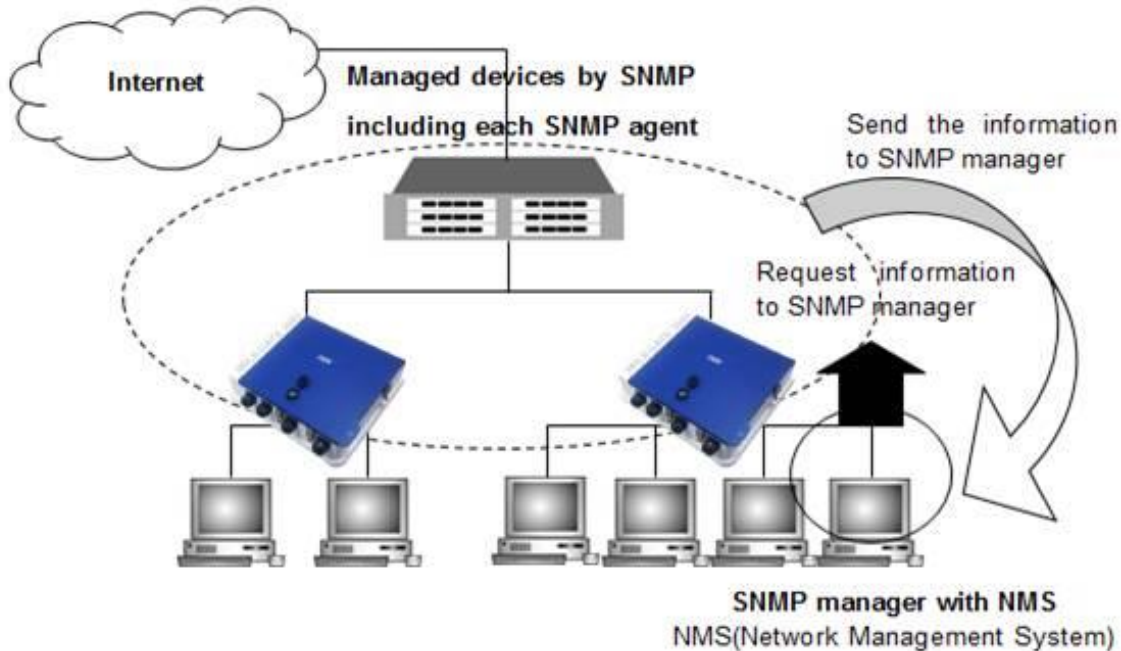 Internet
Managed devices by SNMP
including each SNMP agent
Send the information
to SNMP manager
Request information
to SNMP manager
SNMP manager with NMS
NMS(Network Management System)